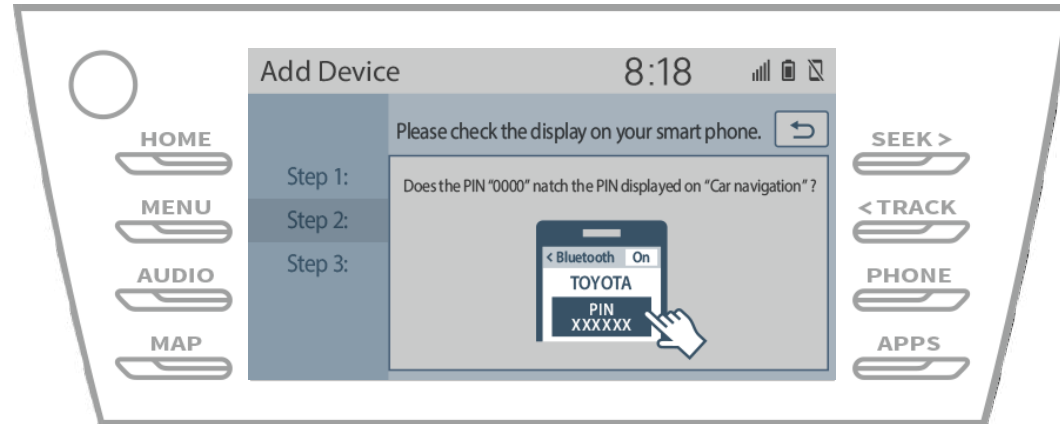 Add Device
8:18
Please check the display on your smart phone.
HOME
MENU
AUDIO
MAP
Step 1:
Step 2:
Step 3:
Does the PIN “0000” natch the PIN displayed on “Car navigation” ?
< Bluetooth On
TOYOTA
PIN
XXXXXX
SEEK >
< TRACK
PHONE
APPS